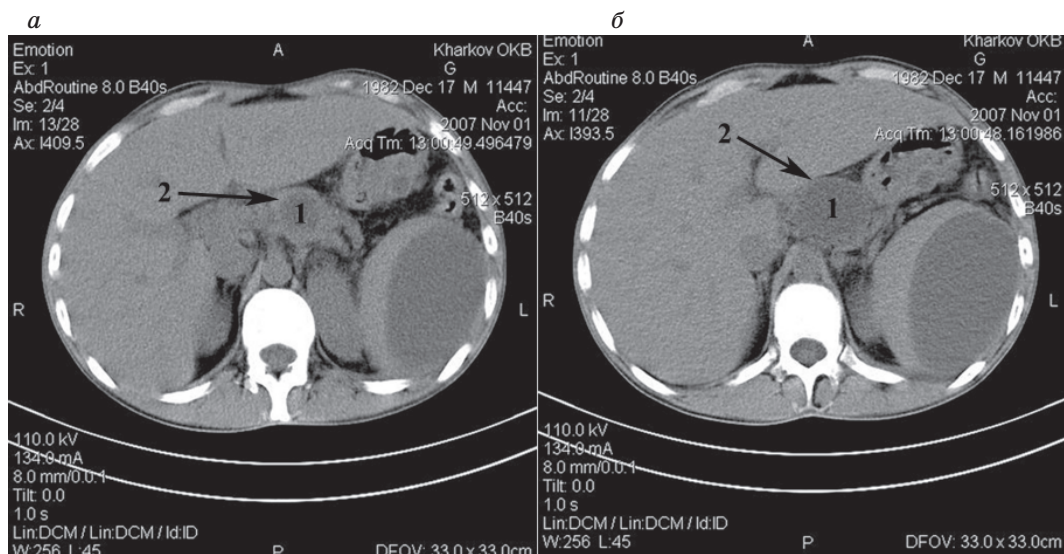 а
Emotion
Ex: 1
AbdRoutine 8.0 B40s
Se: 2/4
Im: 13/28
Ax: I409.5
A
Kharkov OKB
G
1982 Dec 17 M 11447
Acc:
2007 Nov 01
Acq Tm: 13:00:49.496479
512 x 512
B40s
2
1
R
L
110.0 kV
134.0 mA
8.0 mm/0.0:1
Tilt: 0.0
1.0 s
Lin:DCM / Lin:DCM / Id:ID
W:256 L:45
P
DFOV: 33.0 x 33.0cm
б
Emotion
Ex: 1
AbdRoutine 8.0 B40s
Se: 2/4
Im: 11/28
Ax: I393.5
A
Kharkov OKB
G
1982 Dec 17 M 11447
Acc:
2007 Nov 01
Acq Tm: 13:00:48.161986
512 x 512
B40s
2
1
R
L
110.0 kV
134.0 mA
8.0 mm/0.0:1
Tilt: 0.0
1.0 s
Lin:DCM / Lin:DCM / Id:ID
W:256 L:45
P
DFOV: 33.0 x 33.0cm